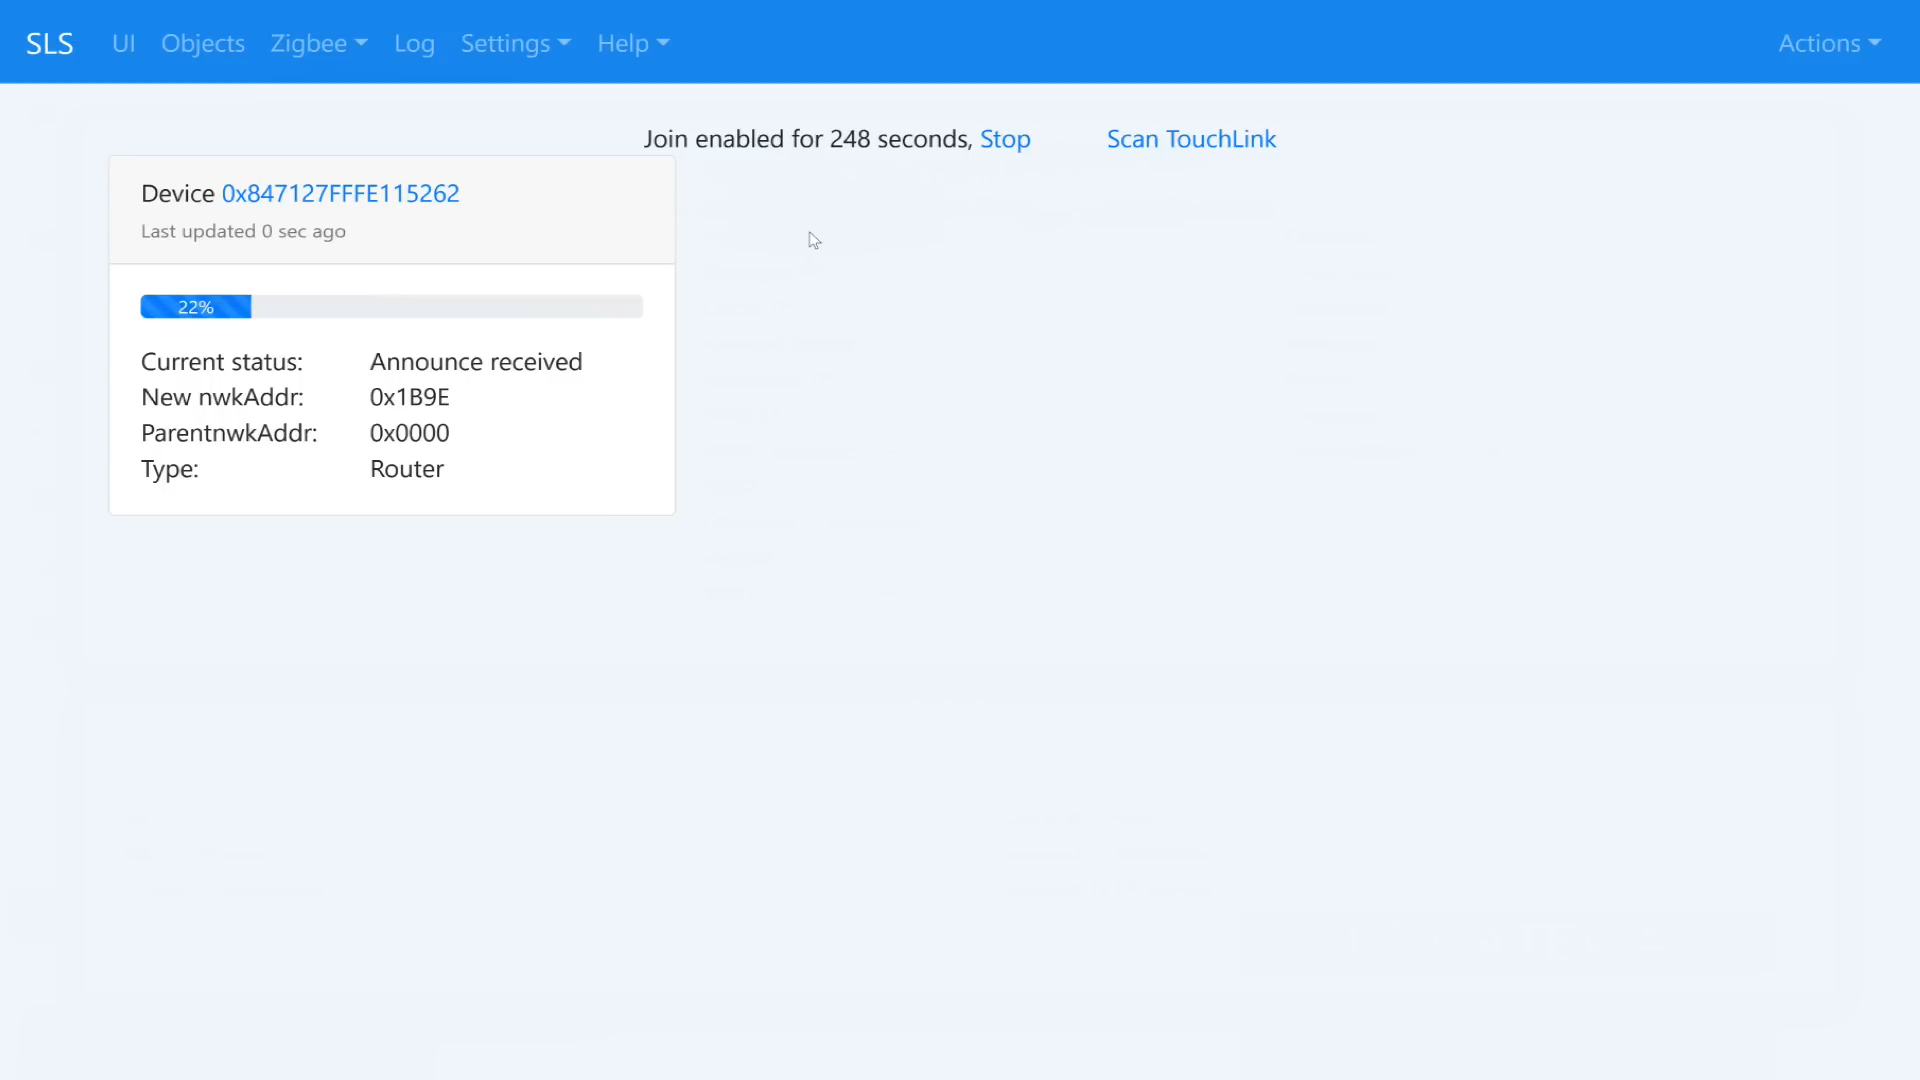 SLS UI Objects Zigbee Log Settings Help Actions
Join enabled for 248 seconds, Stop Scan TouchLink
Device 0x847127FFFE115262
Last updated 0 sec ago
22%
Current status: Announce received
New nwkAddr: 0x1B9E
ParentnwkAddr: 0x0000
Type: Router